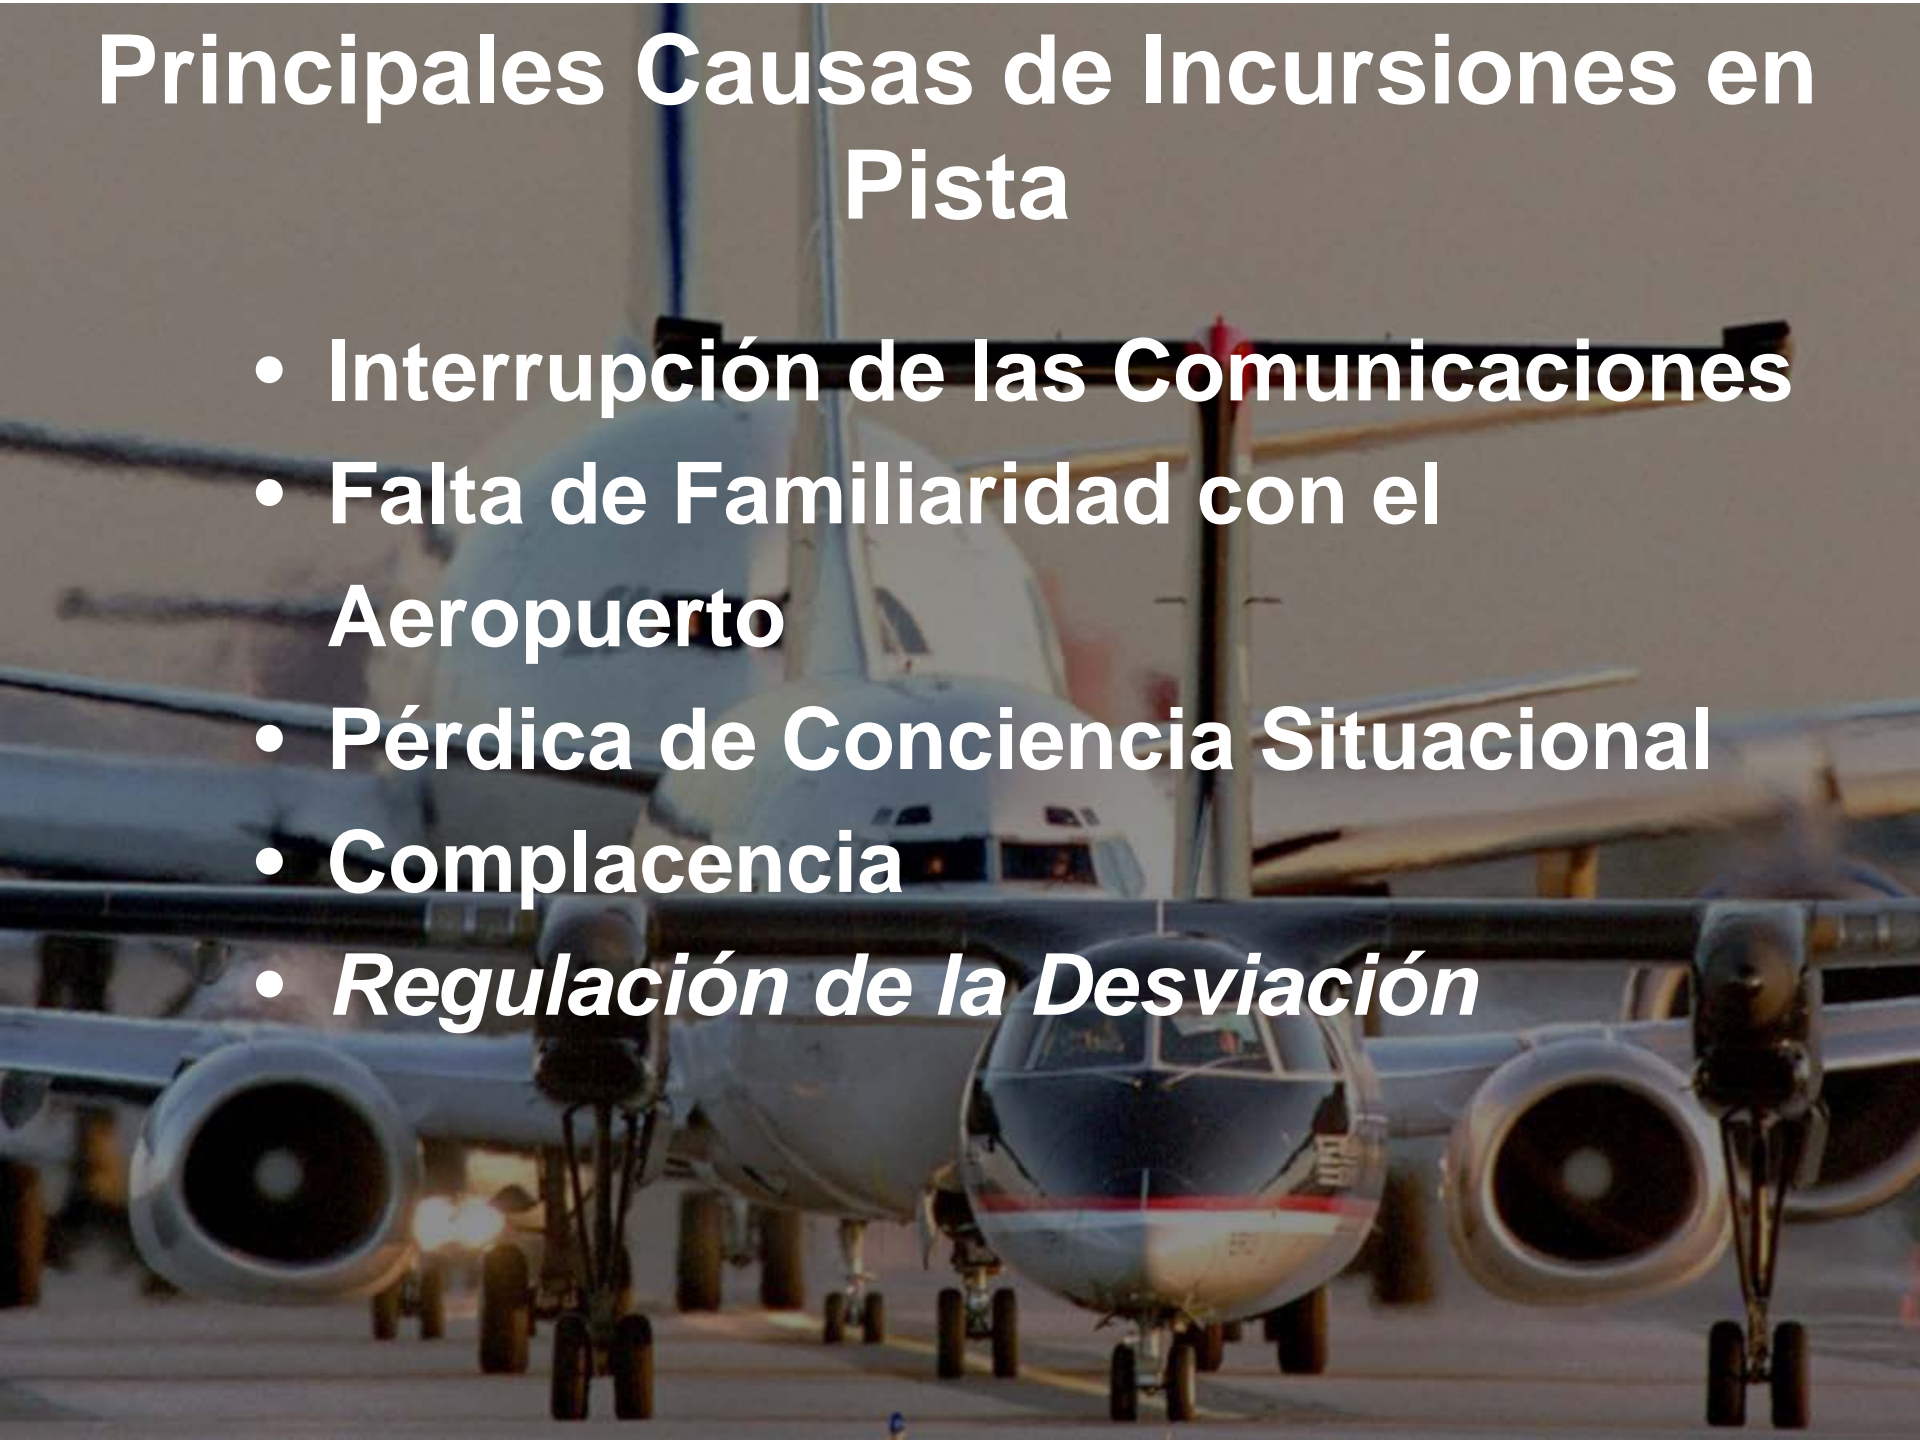 Principales Causas de Incursiones en
Pista
• Interrupción de las Comunicaciones
• Falta de Familiaridad con el
Aeropuerto
• Pérdica de Conciencia Situacional
• Complacencia
• Regulación de la Desviación